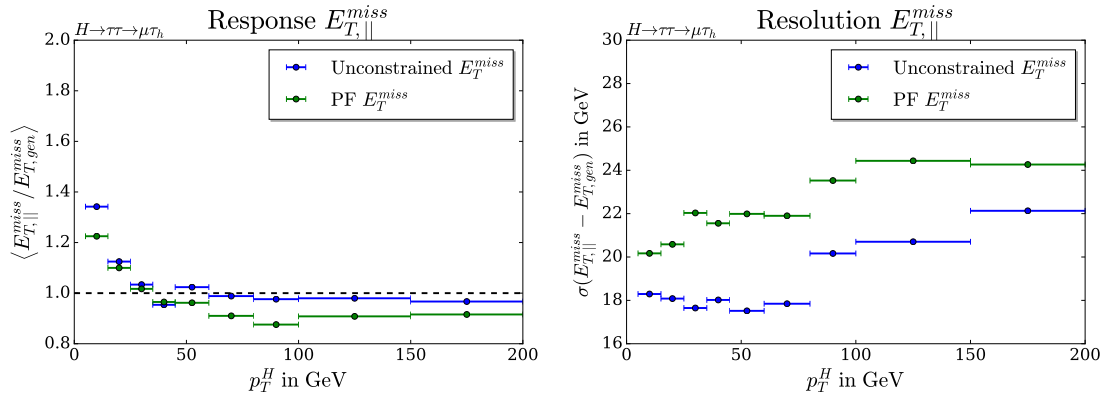 Response $E_{T,||}^{miss}$
H→ττ→μτ_h
2.0
1.8
1.6
1.4
1.2
1.0
0.8
⟨$E_{T,||}^{miss}$/$E_{T,gen}^{miss}$⟩
Unconstrained $E_T^{miss}$
PF $E_T^{miss}$
0 50 100 150 200
$p_T^H$ in GeV
Resolution $E_{T,||}^{miss}$
H→ττ→μτ_h
30
28
26
24
22
20
18
16
σ($E_{T,||}^{miss}$ − $E_{T,gen}^{miss}$) in GeV
Unconstrained $E_T^{miss}$
PF $E_T^{miss}$
0 50 100 150 200
$p_T^H$ in GeV